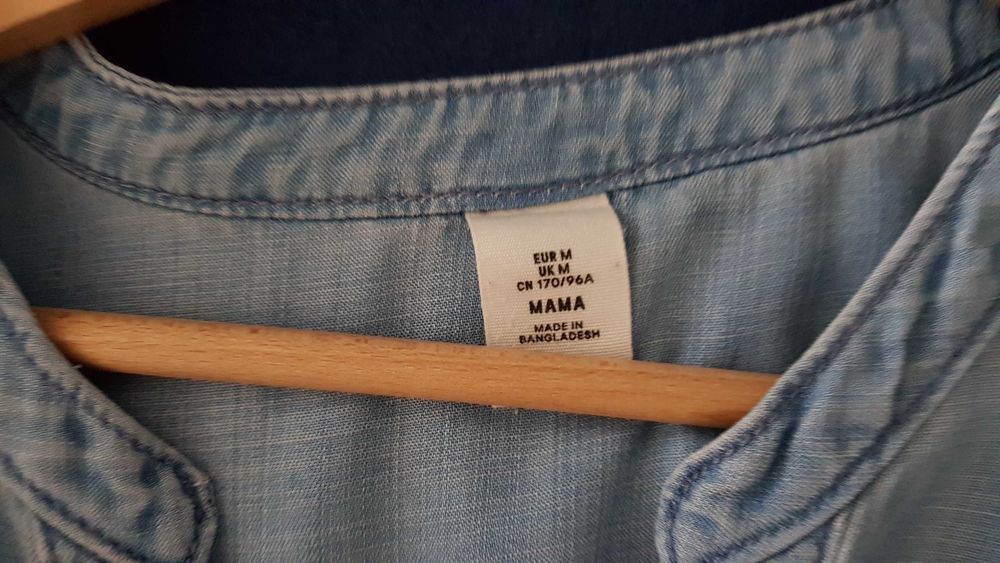 EUR M
UK M
CN 170/96A
MAMA
MADE IN
BANGLADESH